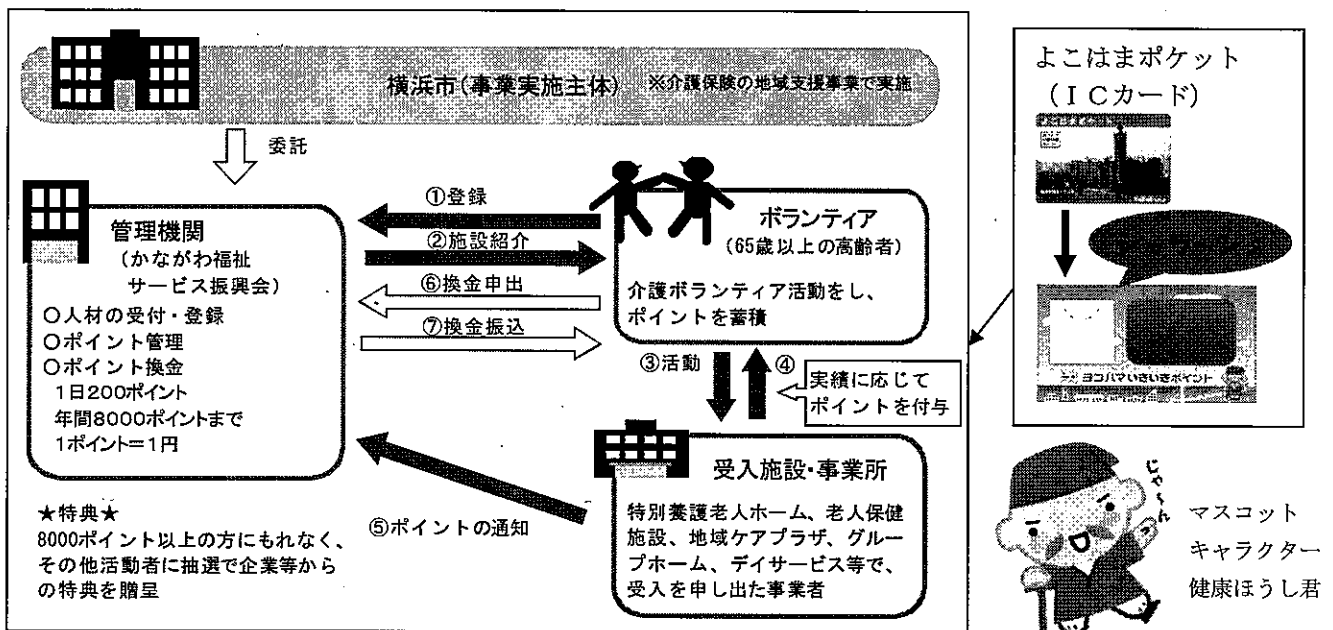 横浜市(事業実施主体) ※介護保険の地域支援事業で実施
委託
管理機関
(かながわ福祉
サービス振興会)
○人材の受付・登録
○ポイント管理
○ポイント換金
1日200ポイント
年間8000ポイントまで
1ポイント=1円
★特典★
8000ポイント以上の方にもれなく、
その他活動者に抽選で企業等から
の特典を贈呈
①登録
②施設紹介
⑥換金申出
⑦換金振込
ボランティア
(65歳以上の高齢者)
介護ボランティア活動をし、
ポイントを蓄積
③活動
④
実績に応じて
ポイントを付与
⑤ポイントの通知
受入施設・事業所
特別養護老人ホーム、老人保健
施設、地域ケアプラザ、グルー
プホーム、デイサービス等で、
受入を申し出た事業者
よこはまポケット
(ICカード)
ヨコハマいきいきポイント
じゃ~ん
マスコット
キャラクター
健康ほうし君